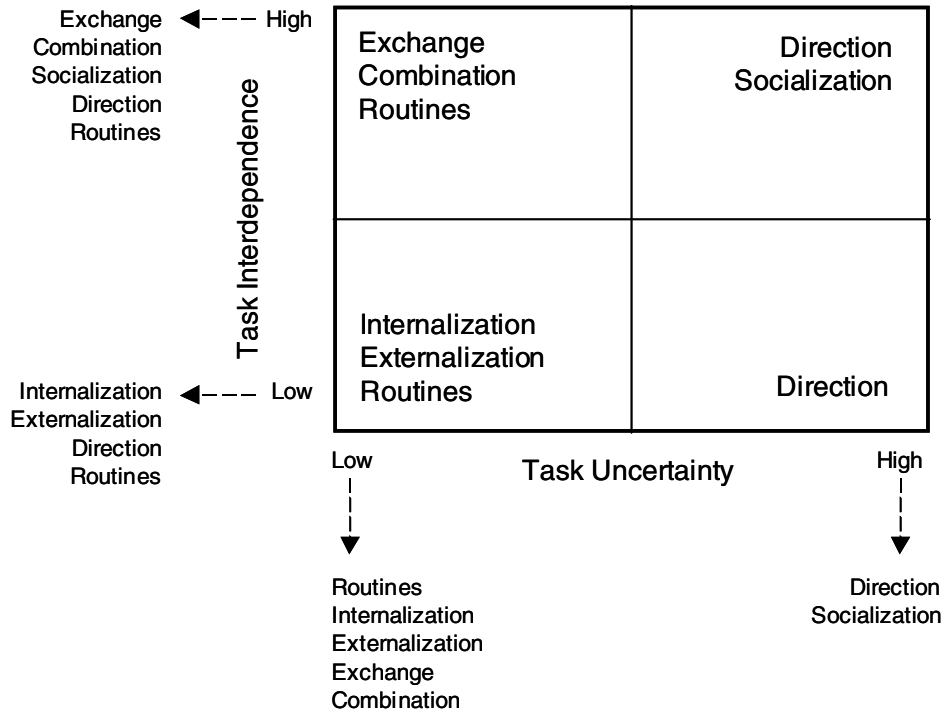 Exchange
Combination
Socialization
Direction
Routines
High
Exchange
Combination
Routines
Direction
Socialization
Task Interdependence
Internalization
Externalization
Routines
Direction
Internalization
Externalization
Direction
Routines
Low
Low
Task Uncertainty
High
Routines
Internalization
Externalization
Exchange
Combination
Direction
Socialization